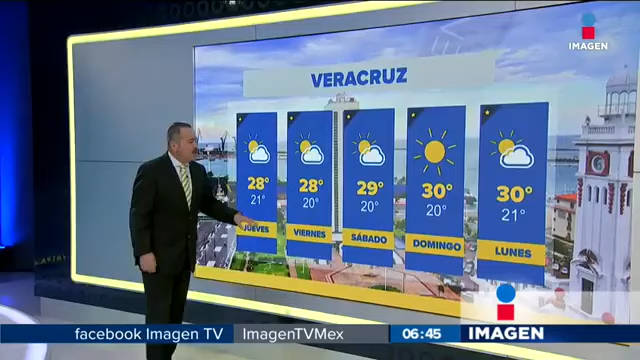 IMAGEN
VERACRUZ
28° 28° 29° 30° 30°
21° 20° 20° 20° 21°
JUEVES VIERNES SÁBADO DOMINGO LUNES
facebook Imagen TV ImagenTVMex 06:45 IMAGEN